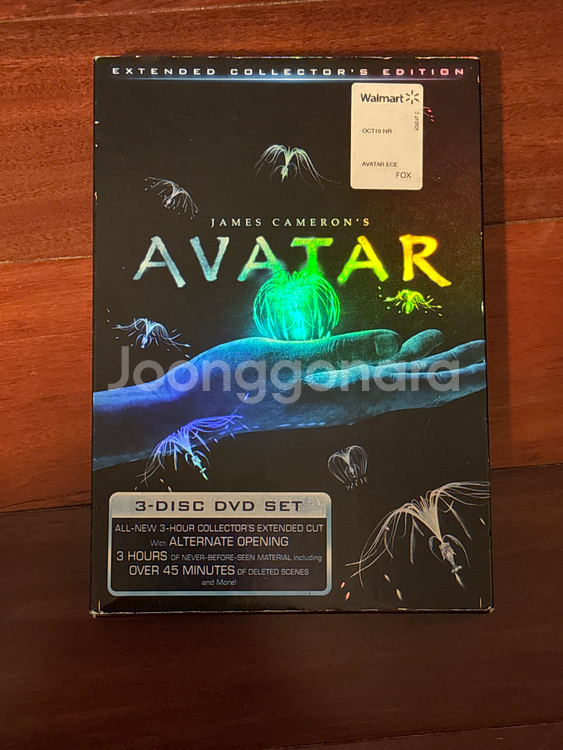 EXTENDED COLLECTOR'S EDITION
Walmart
OCT10 NR
AVATAR ECE
FOX
JAMES CAMERON'S
AVATAR
Joonggonara
3-DISC DVD SET
ALL-NEW 3-HOUR COLLECTOR'S EXTENDED CUT
With ALTERNATE OPENING
3 HOURS OF NEVER-BEFORE-SEEN MATERIAL including
OVER 45 MINUTES OF DELETED SCENES
and More!